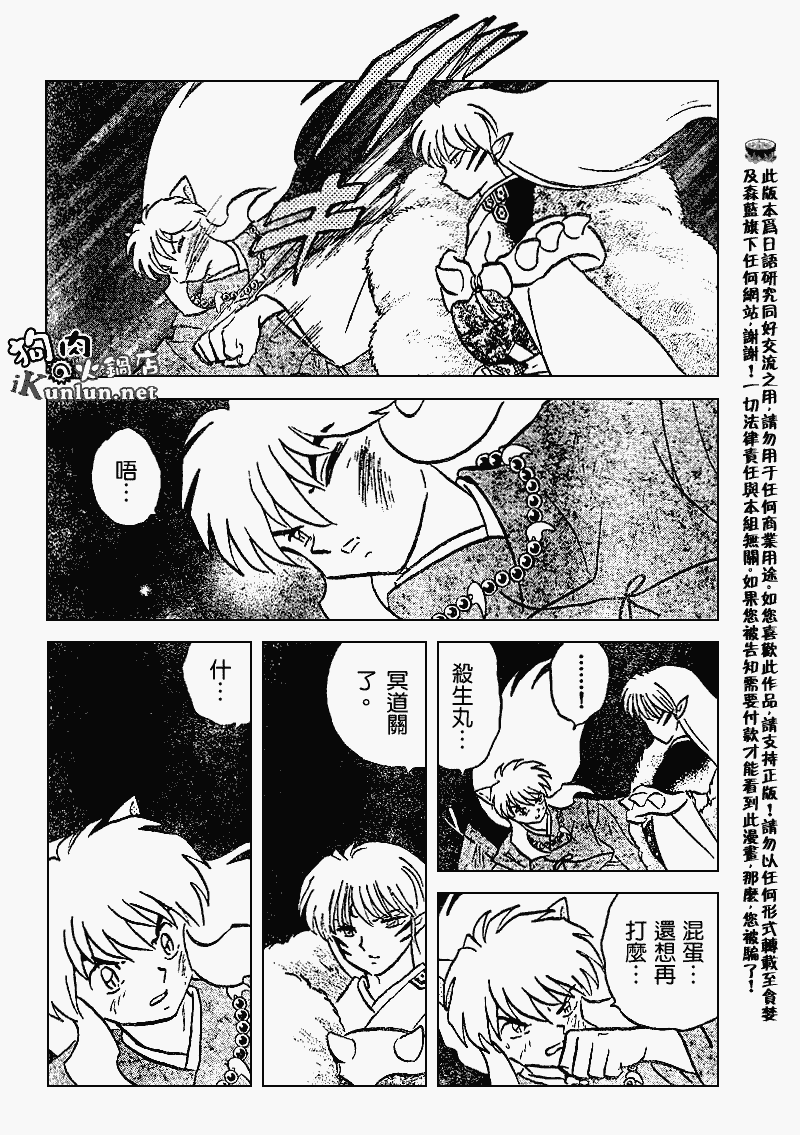 キ
狗肉の火鍋店
iKunlun.net
唔…
……!
殺生丸…
混蛋…
還想再
打麼…
冥道關
了。
什…
此版本爲日語研究同好交流之用,請勿用于任何商業用途。如您喜歡此作品,請支持正版!請勿以任何形式轉載至貪婪
及森藍旗下任何網站,謝謝!一切法律責任與本組無關。如果您被告知需要付款才能看到此漫畫,那麼,您被騙了!